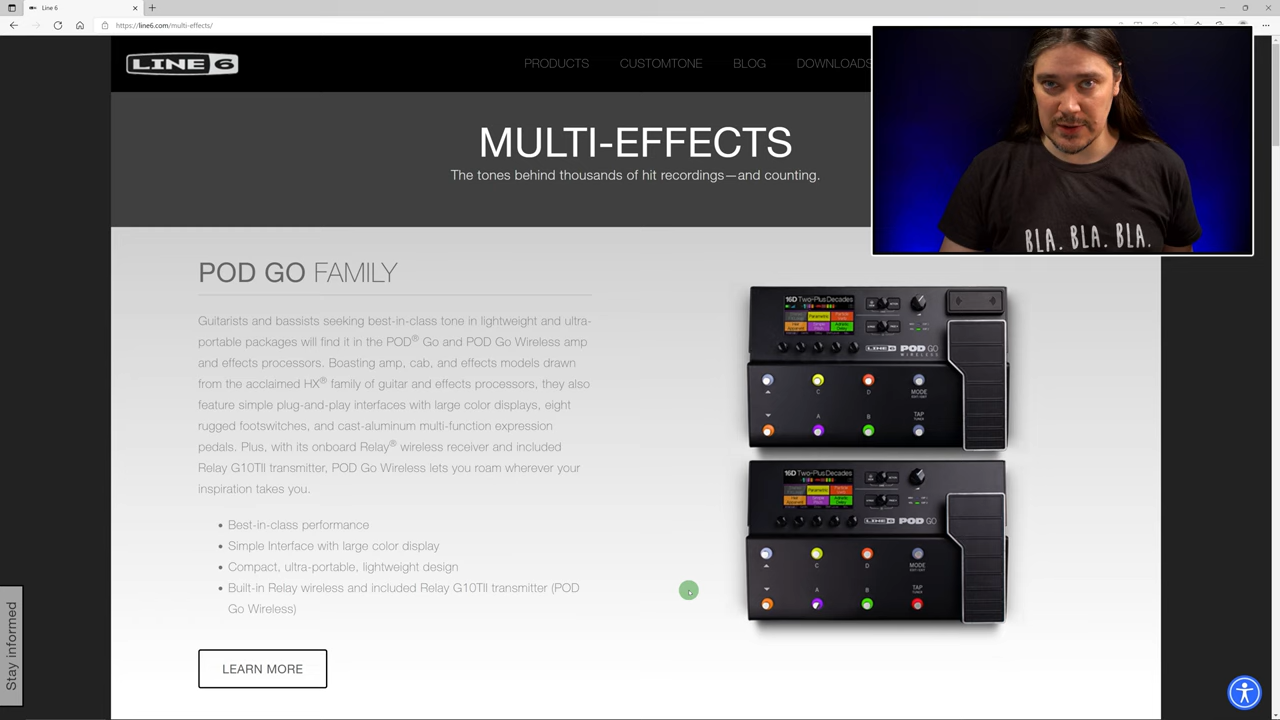 Line 6
https://line6.com/multi-effects/
LINE 6
PRODUCTS CUSTOMTONE BLOG DOWNLOADS
MULTI-EFFECTS
The tones behind thousands of hit recordings—and counting.
BLA. BLA. BLA.
POD GO FAMILY
Guitarists and bassists seeking best-in-class tone in lightweight and ultra-
portable packages will find it in the POD® Go and POD Go Wireless amp
and effects processors. Boasting amp, cab, and effects models drawn
from the acclaimed HX® family of guitar and effects processors, they also
feature simple plug-and-play interfaces with large color displays, eight
rugged footswitches, and cast-aluminum multi-function expression
pedals. Plus, with its onboard Relay® wireless receiver and included
Relay G10TII transmitter, POD Go Wireless lets you roam wherever your
inspiration takes you.
• Best-in-class performance
• Simple Interface with large color display
• Compact, ultra-portable, lightweight design
• Built-in Relay wireless and included Relay G10TII transmitter (POD
Go Wireless)
LEARN MORE
Stay informed
16D Two-Plus Decades
LINE 6 POD GO
WIRELESS
C D MODE
A B TAP
TUNER
16D Two-Plus Decades
LINE 6 POD GO
C D MODE
A B TAP
TUNER